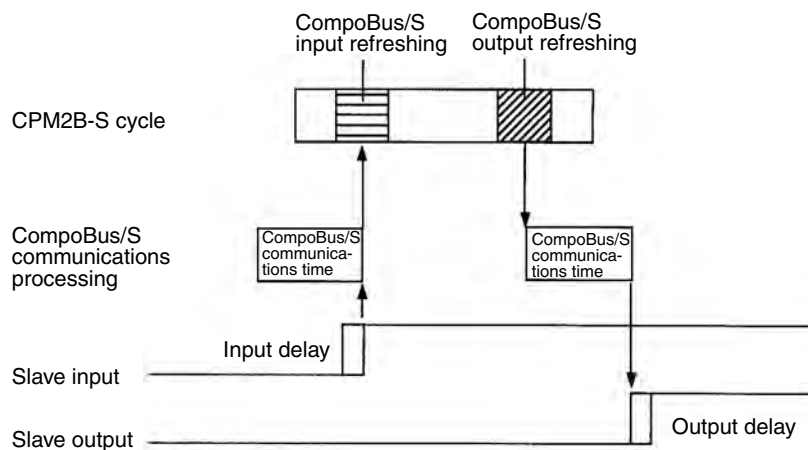 CompoBus/S
input refreshing
CompoBus/S
output refreshing
CPM2B-S cycle
CompoBus/S
communications
processing
CompoBus/S
communica-
tions time
CompoBus/S
communica-
tions time
Input delay
Slave input
Output delay
Slave output